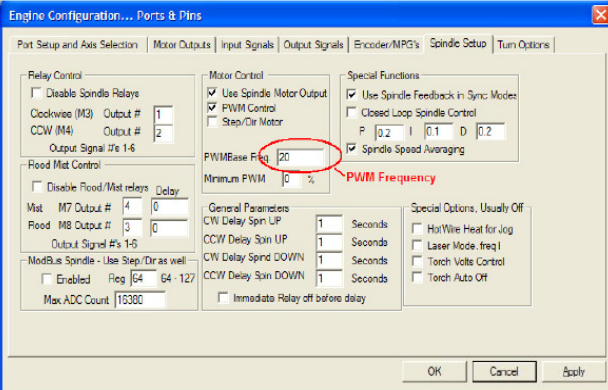 Engine Configuration... Ports & Pins
Port Setup and Axis Selection Motor Outputs Input Signals Output Signals Encoder/MPG's Spindle Setup Turn Options
Relay Control
Disable Spindle Relays
Clockwise (M3) Output # 1
CCW (M4) Output # 2
Output Signal #'s 1-6
Flood Mist Control
Disable Flood/Mist relays Delay
Mist M7 Output # 4 0
Flood M8 Output # 3 0
Output Signal #'s 1-6
ModBus Spindle - Use Step/Dir as well
Enabled Reg 64 64 - 127
Max ADC Count 16380
Motor Control
Use Spindle Motor Output
PWM Control
Step/Dir Motor
PWMBase Freq. 20
Minimum PWM 0 %
PWM Frequency
General Parameters
CW Delay Spin UP 1 Seconds
CCW Delay Spin UP 1 Seconds
CW Delay Spind DOWN 1 Seconds
CCW Delay Spin DOWN 1 Seconds
Immediate Relay off before delay
Special Functions
Use Spindle Feedback in Sync Modes
Closed Loop Spindle Control
P 0.2 I 0.1 D 0.2
Spindle Speed Averaging
Special Options, Usually Off
HotWire Heat for Jog
Laser Mode. freq
Torch Volts Control
Torch Auto Off
OK Cancel Apply